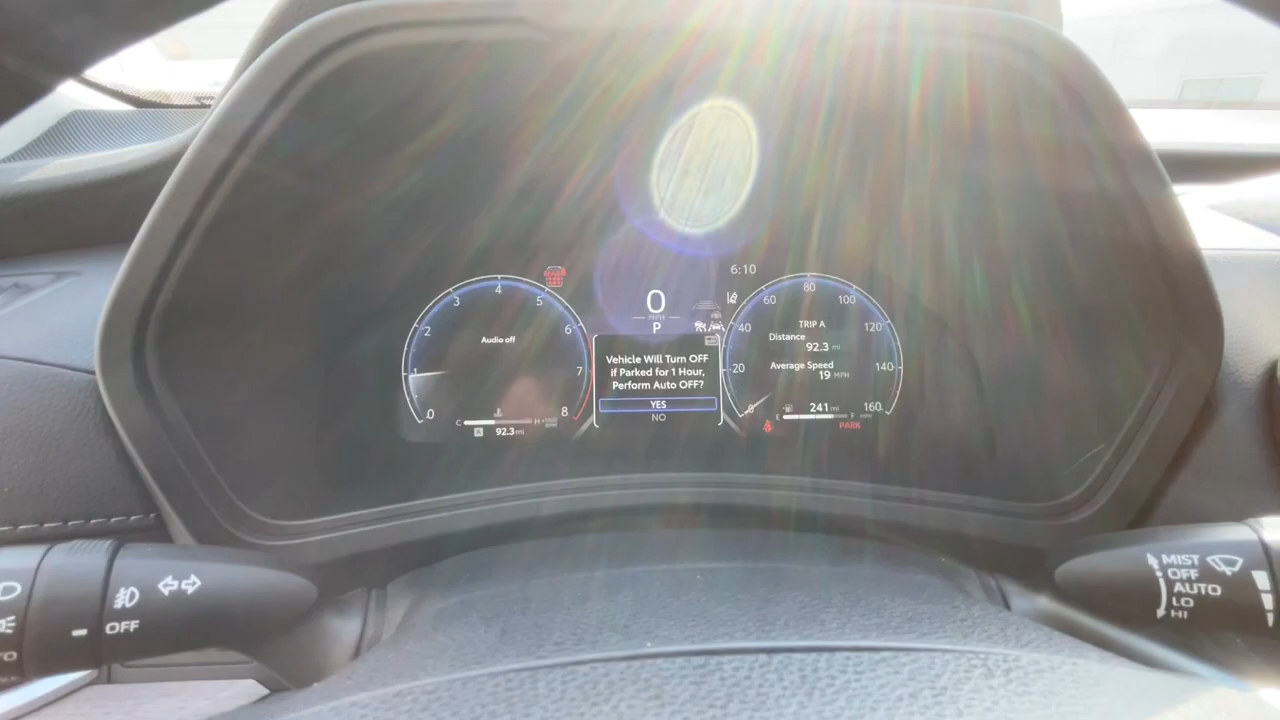 6:10
4
3
5
2
6
1
7
0
8
Audio off
C
H
92.3 mi
0
MPH
P
Vehicle Will Turn OFF
if Parked for 1 Hour,
Perform Auto OFF?
YES
NO
80
60
100
40
120
20
140
0
160
TRIP A
Distance
92.3 mi
Average Speed
19 MPH
241 mi
E
F
PARK
OFF
MIST
OFF
AUTO
LO
HI